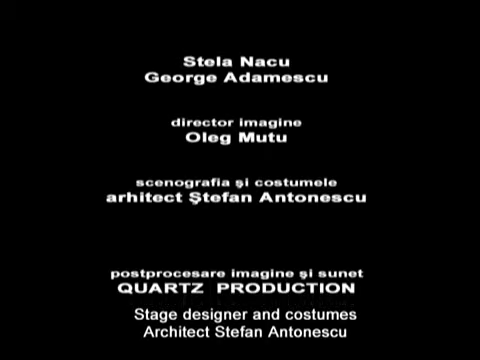 Stela Nacu
George Adamescu
director imagine
Oleg Mutu
scenografia şi costumele
arhitect Ştefan Antonescu
postprocesare imagine şi sunet
QUARTZ PRODUCTION
Stage designer and costumes
Architect Stefan Antonescu